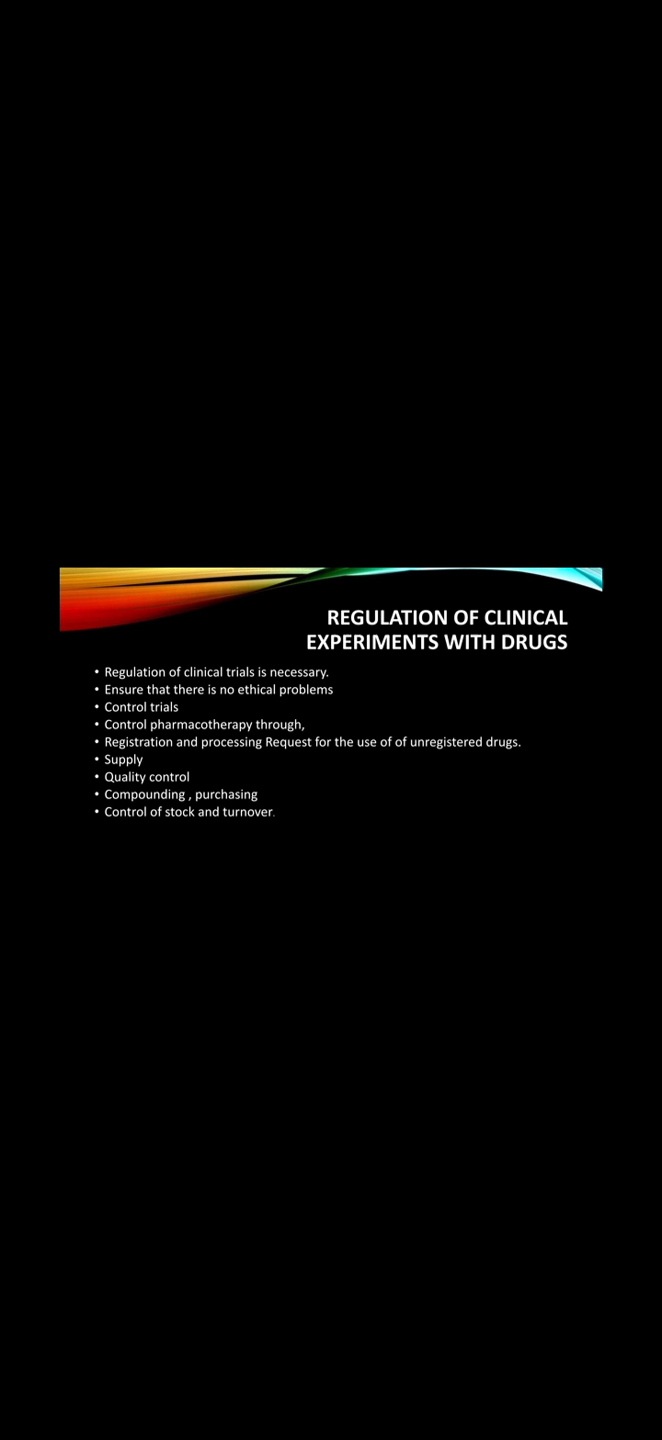 REGULATION OF CLINICAL
EXPERIMENTS WITH DRUGS
• Regulation of clinical trials is necessary.
• Ensure that there is no ethical problems
• Control trials
• Control pharmacotherapy through,
• Registration and processing Request for the use of of unregistered drugs.
• Supply
• Quality control
• Compounding , purchasing
• Control of stock and turnover.